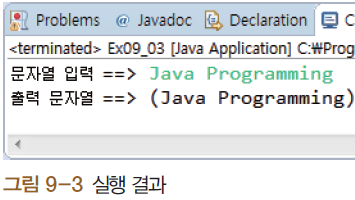 Problems @ Javadoc Declaration
<terminated> Ex09_03 [Java Application] C:₩Prog
문자열 입력 ==> Java Programming
출력 문자열 ==> (Java Programming)
그림 9-3 실행 결과